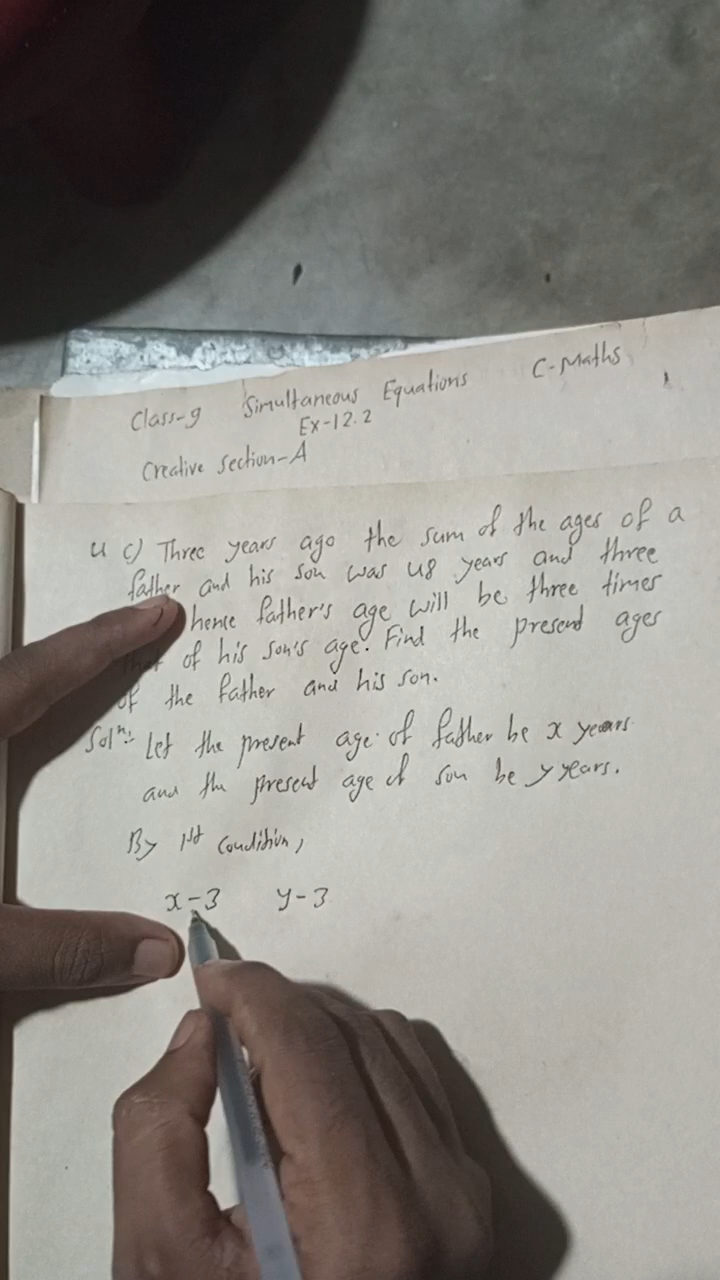 Class-9 Simultaneous Equations C-Maths
Ex-12.2
Creative section-A
4 c) Three years ago the sum of the ages of a
father and his son was 48 years and three
hence father's age will be three times
that of his son's age. Find the present ages
of the father and his son.
Solⁿ: Let the present age of father be x years
and the present age of son be y years.
By 1st condition,
x-3 y-3